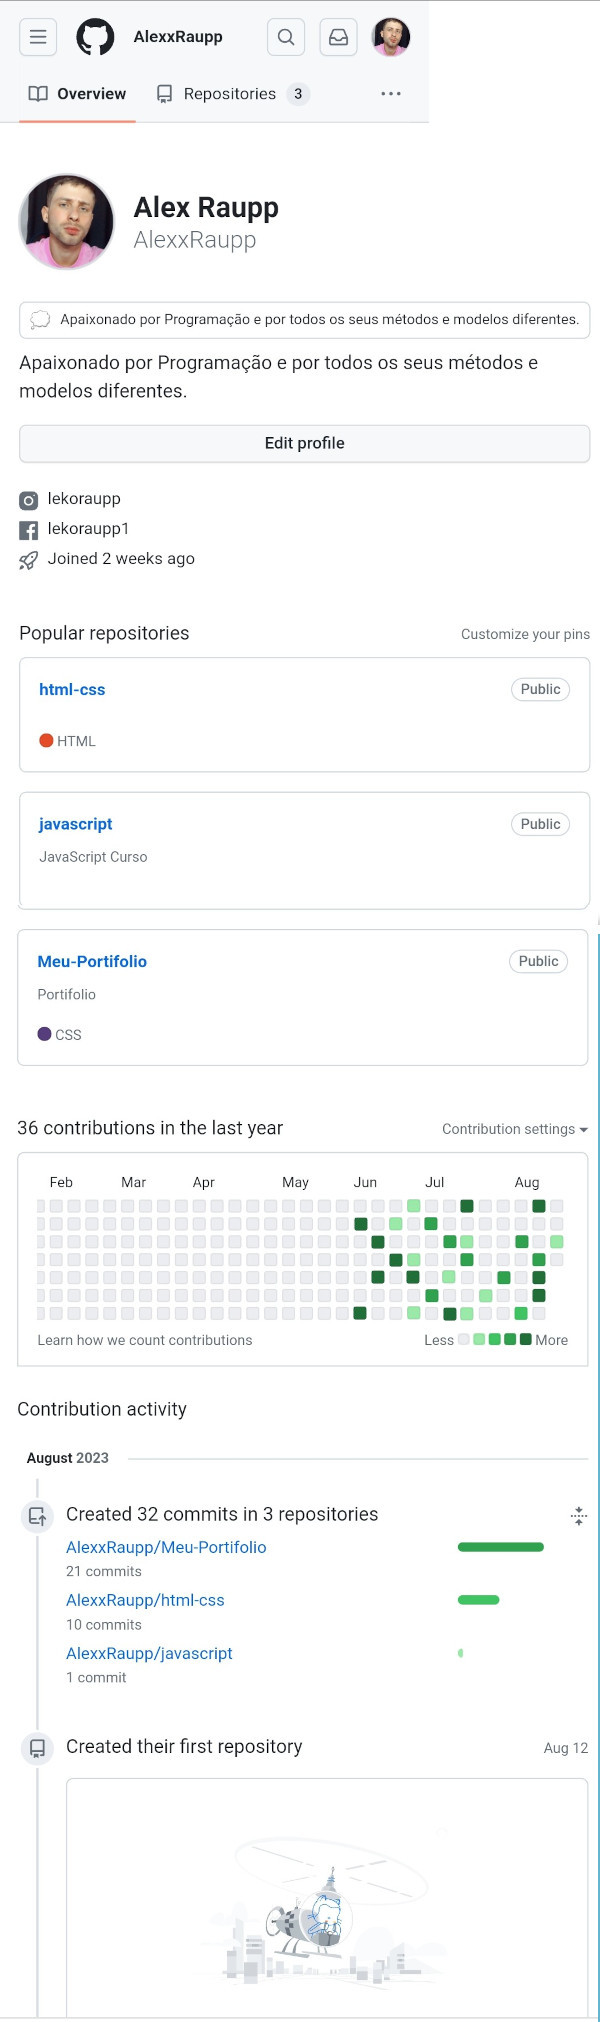 AlexxRaupp
Overview
Repositories 3
Alex Raupp
AlexxRaupp
Apaixonado por Programação e por todos os seus métodos e modelos diferentes.
Apaixonado por Programação e por todos os seus métodos e
modelos diferentes.
Edit profile
lekoraupp
lekoraupp1
Joined 2 weeks ago
Popular repositories Customize your pins
html-css Public
HTML
javascript Public
JavaScript Curso
Meu-Portifolio Public
Portifolio
CSS
36 contributions in the last year Contribution settings
Feb Mar Apr May Jun Jul Aug
Learn how we count contributions Less More
Contribution activity
August 2023
Created 32 commits in 3 repositories
AlexxRaupp/Meu-Portifolio
21 commits
AlexxRaupp/html-css
10 commits
AlexxRaupp/javascript
1 commit
Created their first repository Aug 12